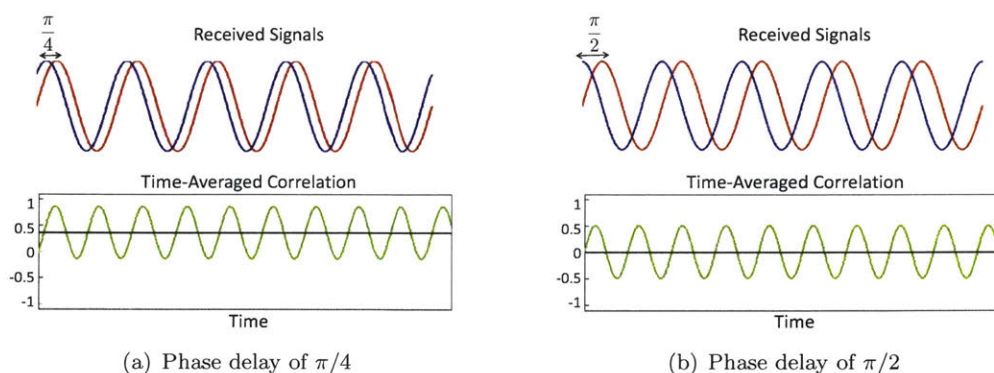 π/4
Received Signals
Time-Averaged Correlation
1
0.5
0
-0.5
-1
Time
(a) Phase delay of π/4
π/2
Received Signals
Time-Averaged Correlation
1
0.5
0
-0.5
-1
Time
(b) Phase delay of π/2